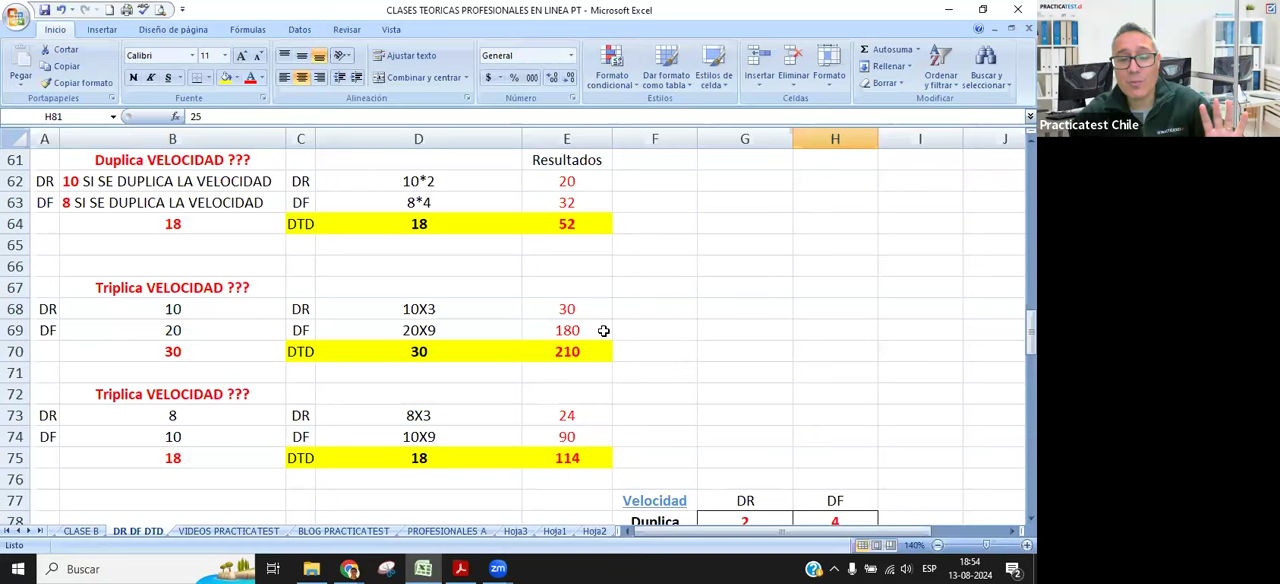 CLASES TEORICAS PROFESIONALES EN LINEA PT - Microsoft Excel
Inicio Insertar Diseño de página Fórmulas Datos Revisar Vista
Pegar
Cortar
Copiar
Copiar formato
Portapapeles
Calibri 11
N K S
Fuente
Ajustar texto
Combinar y centrar
Alineación
General
$ % 000
Número
Formato condicional
Dar formato como tabla
Estilos de celda
Estilos
Insertar Eliminar Formato
Celdas
Autosuma
Rellenar
Borrar
Ordenar y filtrar
Buscar y seleccionar
Modificar
H81 fx 25
A B C D E F G H I J
61 Duplica VELOCIDAD ??? Resultados
62 DR 10 SI SE DUPLICA LA VELOCIDAD DR 10*2 20
63 DF 8 SI SE DUPLICA LA VELOCIDAD DF 8*4 32
64 18 DTD 18 52
65
66
67 Triplica VELOCIDAD ???
68 DR 10 DR 10X3 30
69 DF 20 DF 20X9 180
70 30 DTD 30 210
71
72 Triplica VELOCIDAD ???
73 DR 8 DR 8X3 24
74 DF 10 DF 10X9 90
75 18 DTD 18 114
76
77 Velocidad DR DF
78 Duplica 2 4
CLASE B DR DF DTD VIDEOS PRACTICATEST BLOG PRACTICATEST PROFESIONALES A Hoja3 Hoja1 Hoja2
Listo 140%
Buscar
ESP
18:54
13-08-2024
2
PRACTICATEST.cl
Practicatest Chile